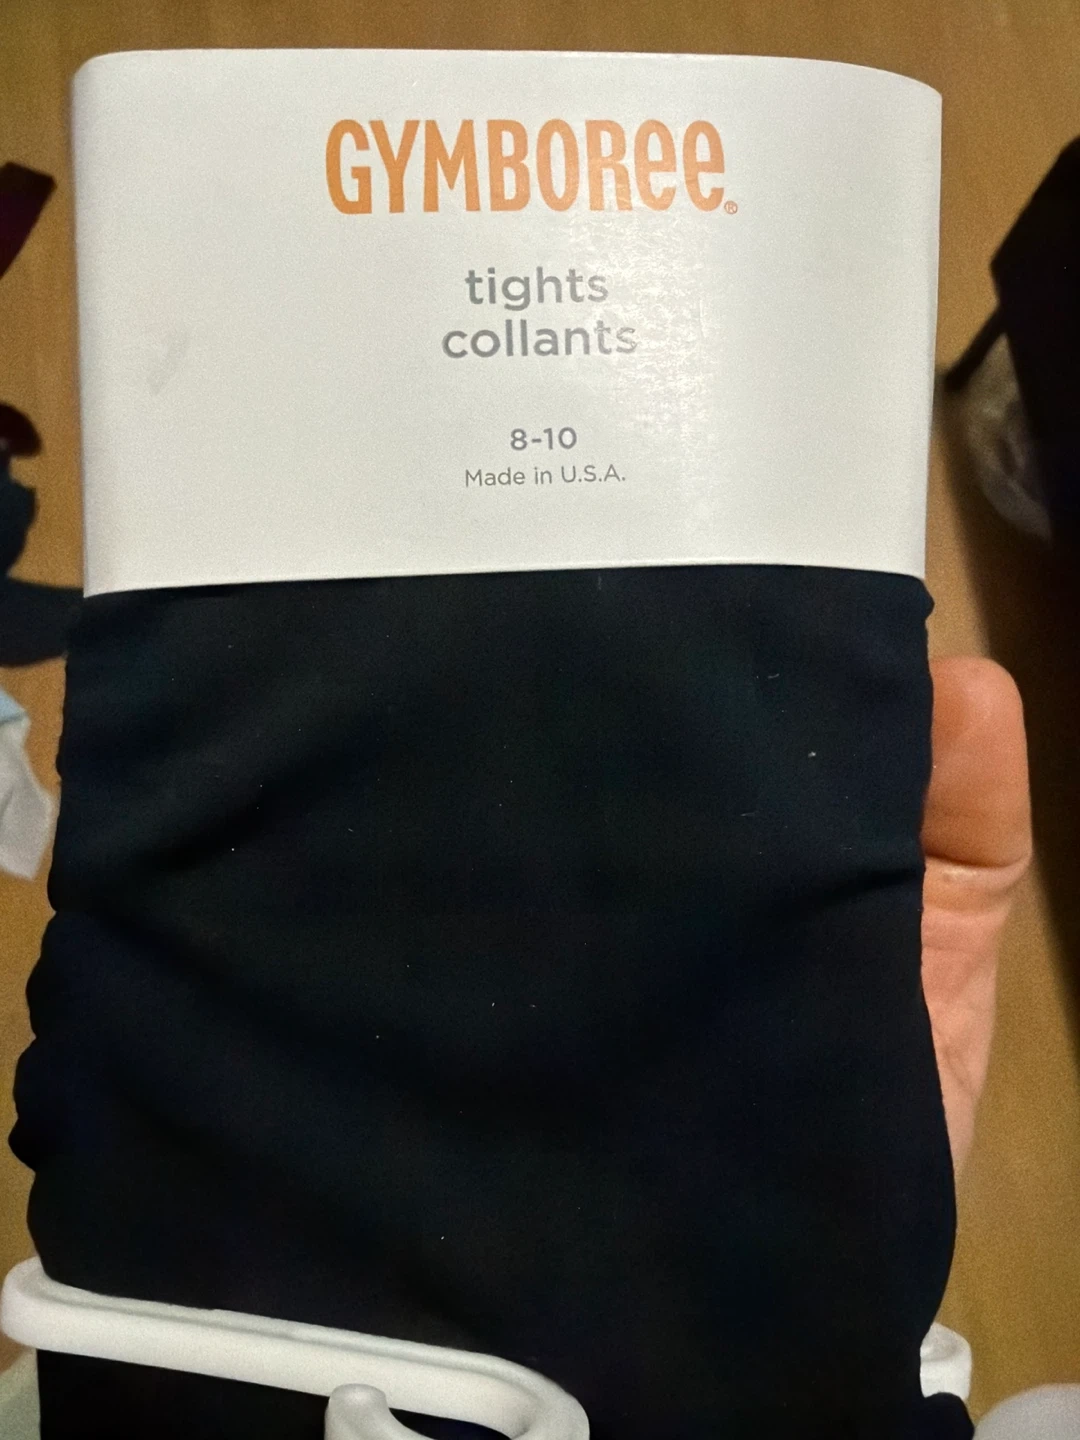 GYMBOREE®
tights
collants
8-10
Made in U.S.A.